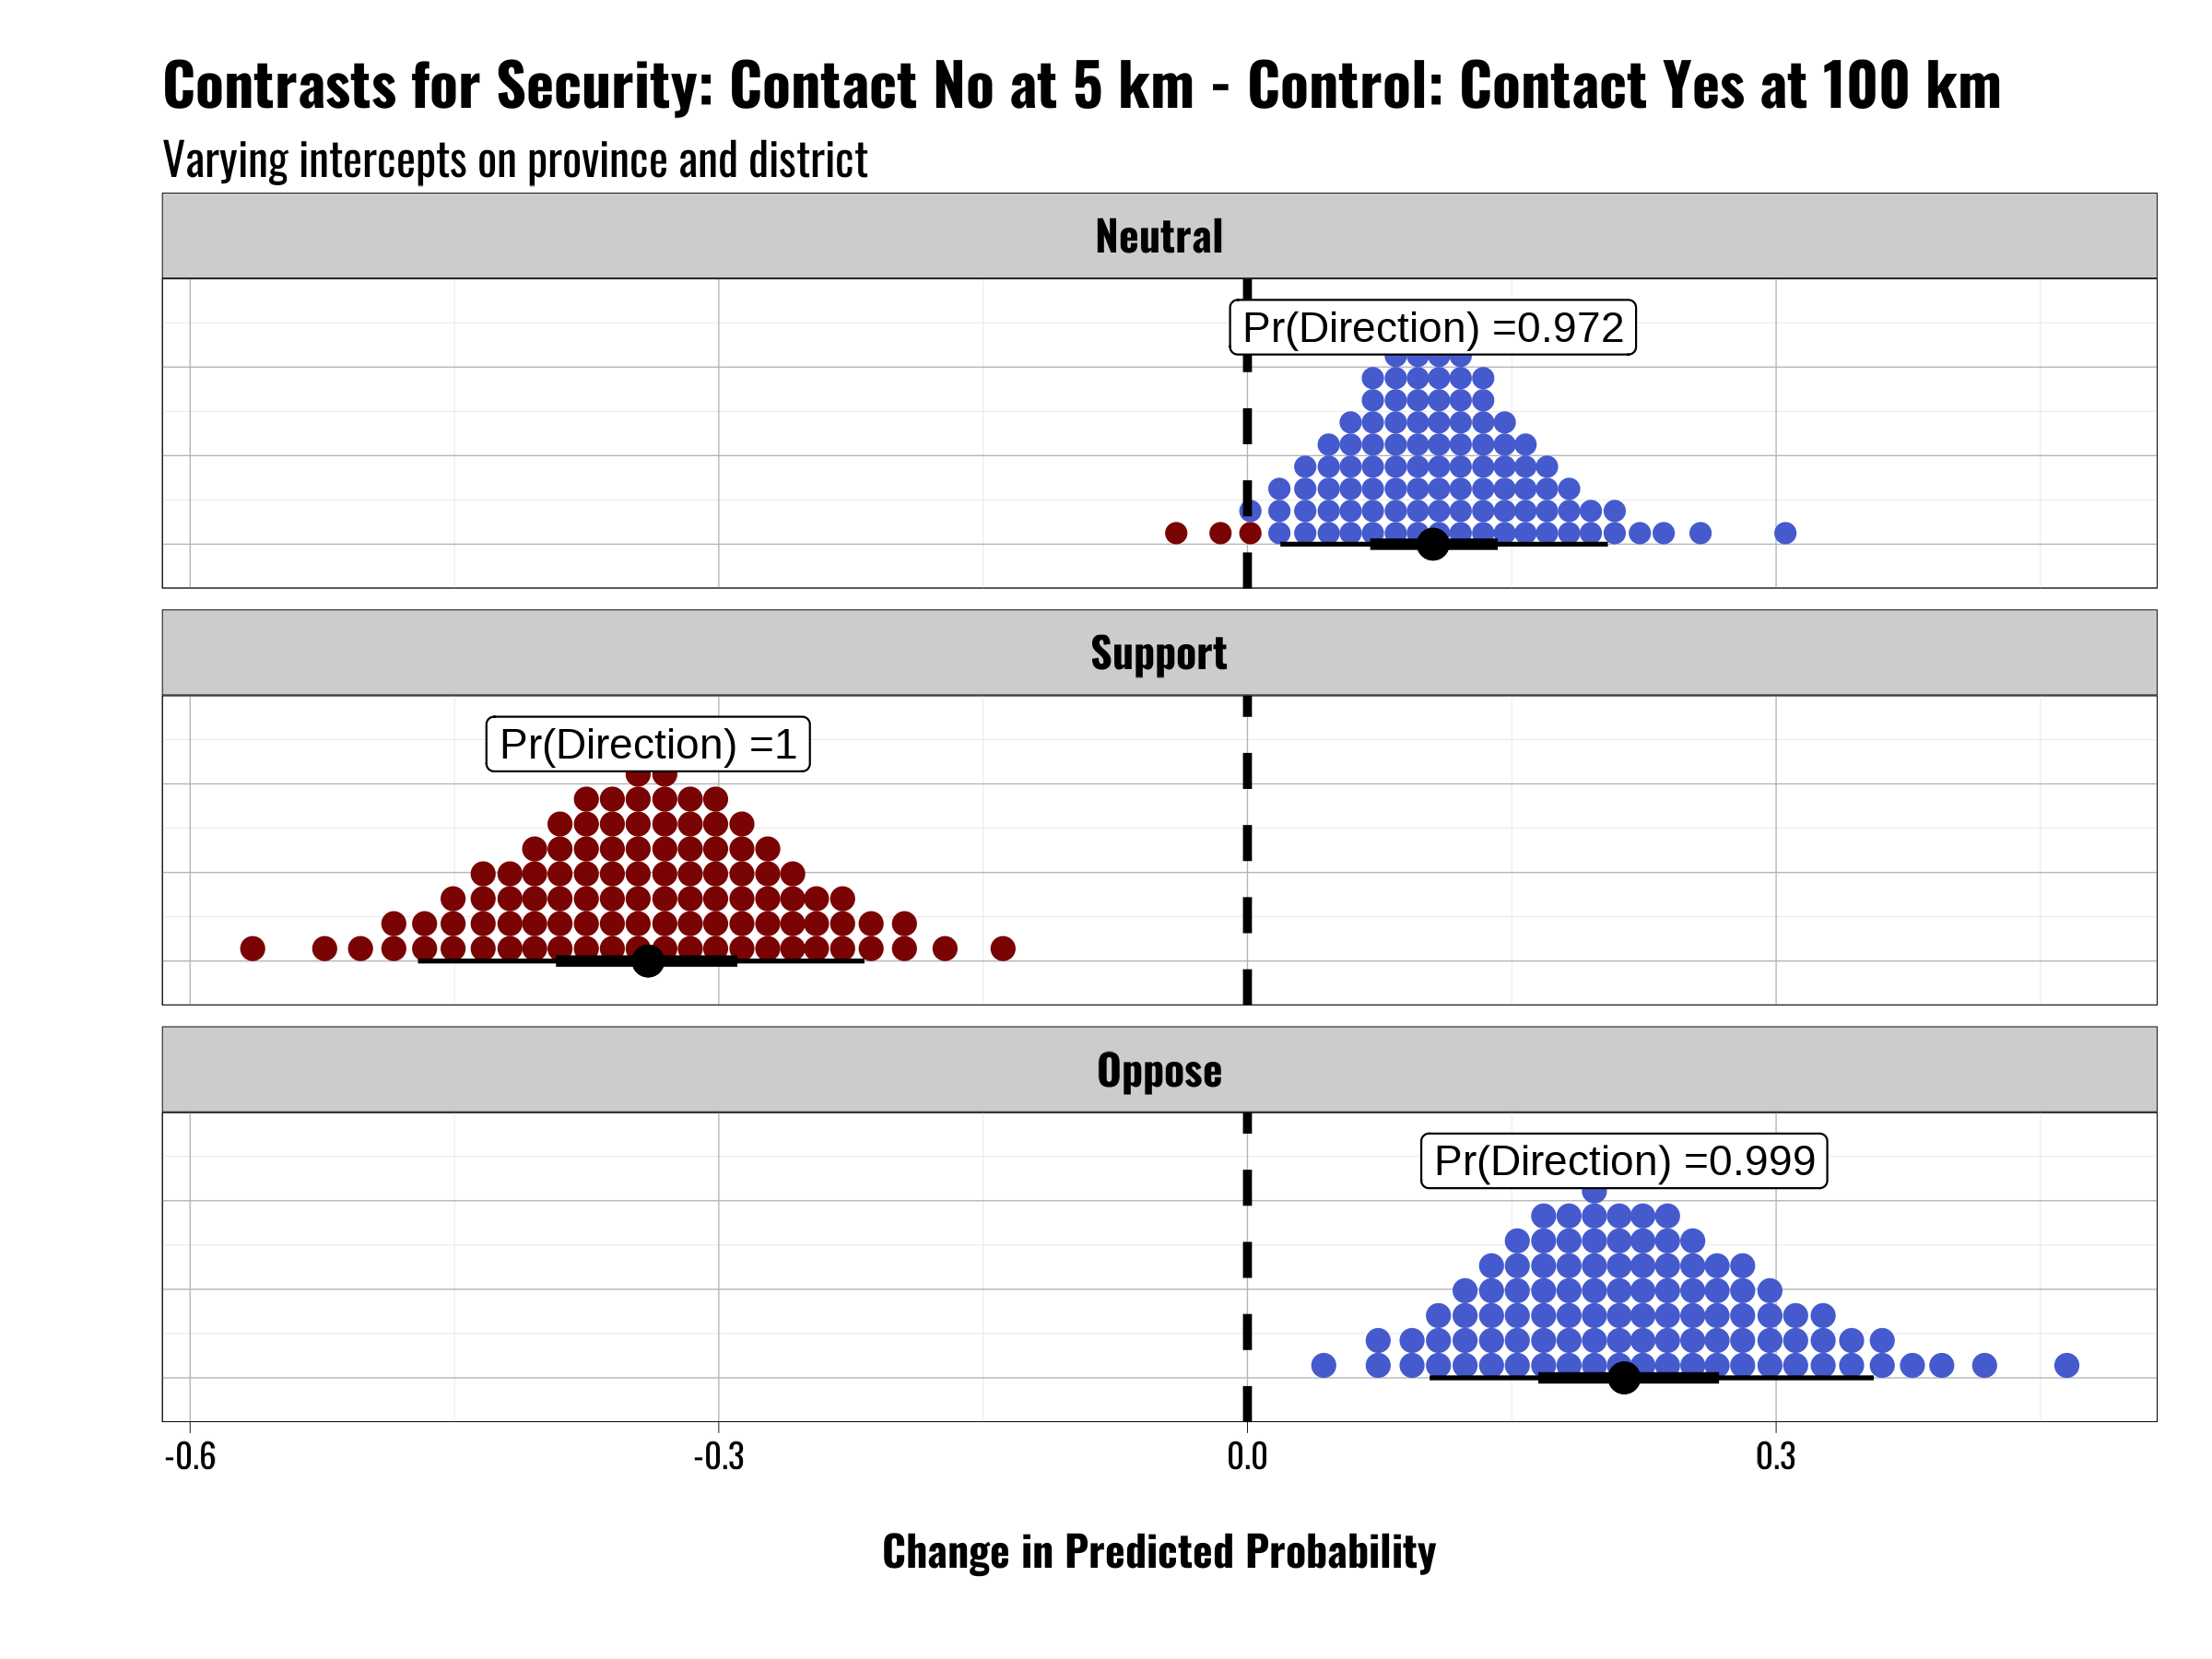 Contrasts for Security: Contact No at 5 km - Control: Contact Yes at 100 km
Varying intercepts on province and district
Neutral
Pr(Direction) =0.972
Support
Pr(Direction) =1
Oppose
Pr(Direction) =0.999
-0.6 -0.3 0.0 0.3
Change in Predicted Probability